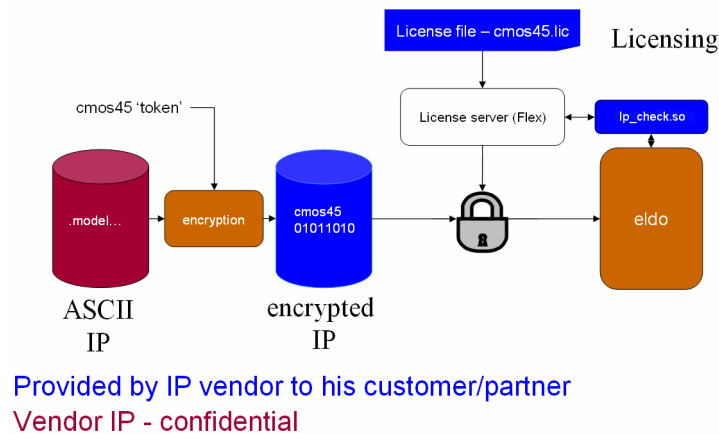 License file – cmos45.lic
Licensing
cmos45 ‘token’
License server (Flex)
Ip_check.so
.model...
encryption
cmos45
01011010
eldo
ASCII
IP
encrypted
IP
Provided by IP vendor to his customer/partner
Vendor IP - confidential